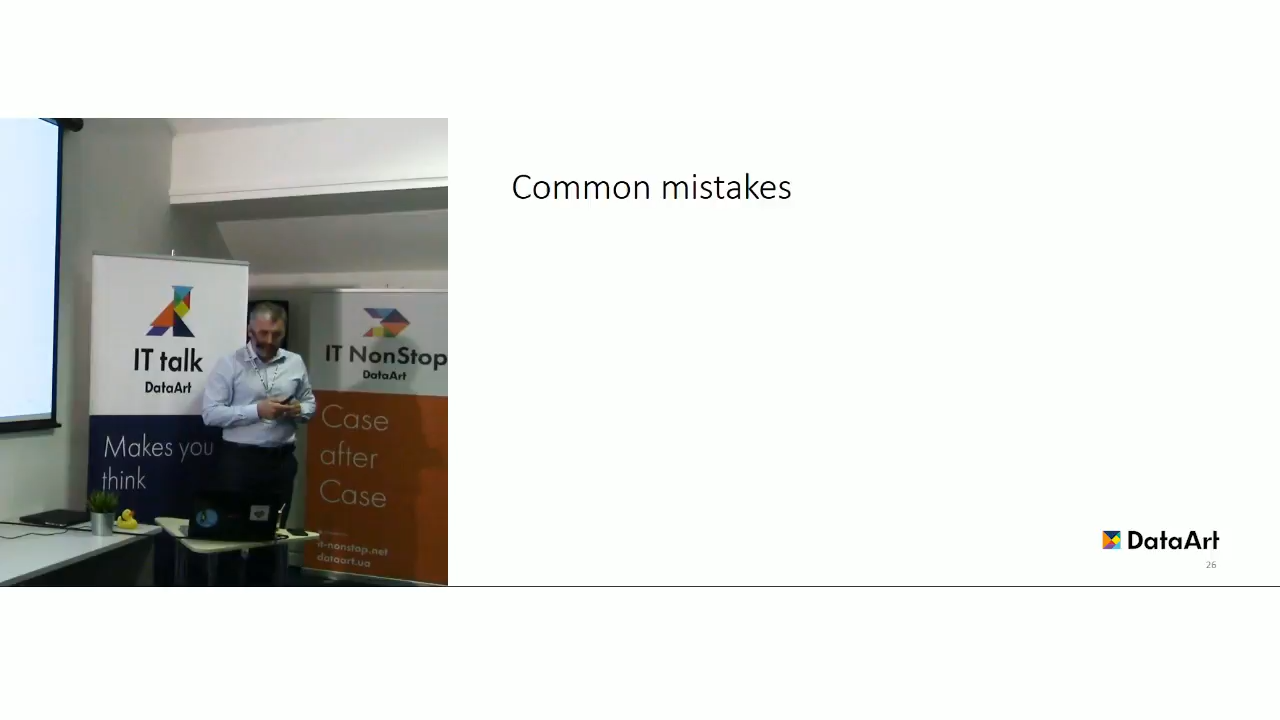 IT talk
DataArt
Makes you
think
IT NonStop
DataArt
Case
after
Case
it-nonstop.net
dataart.ua
Common mistakes
DataArt
26